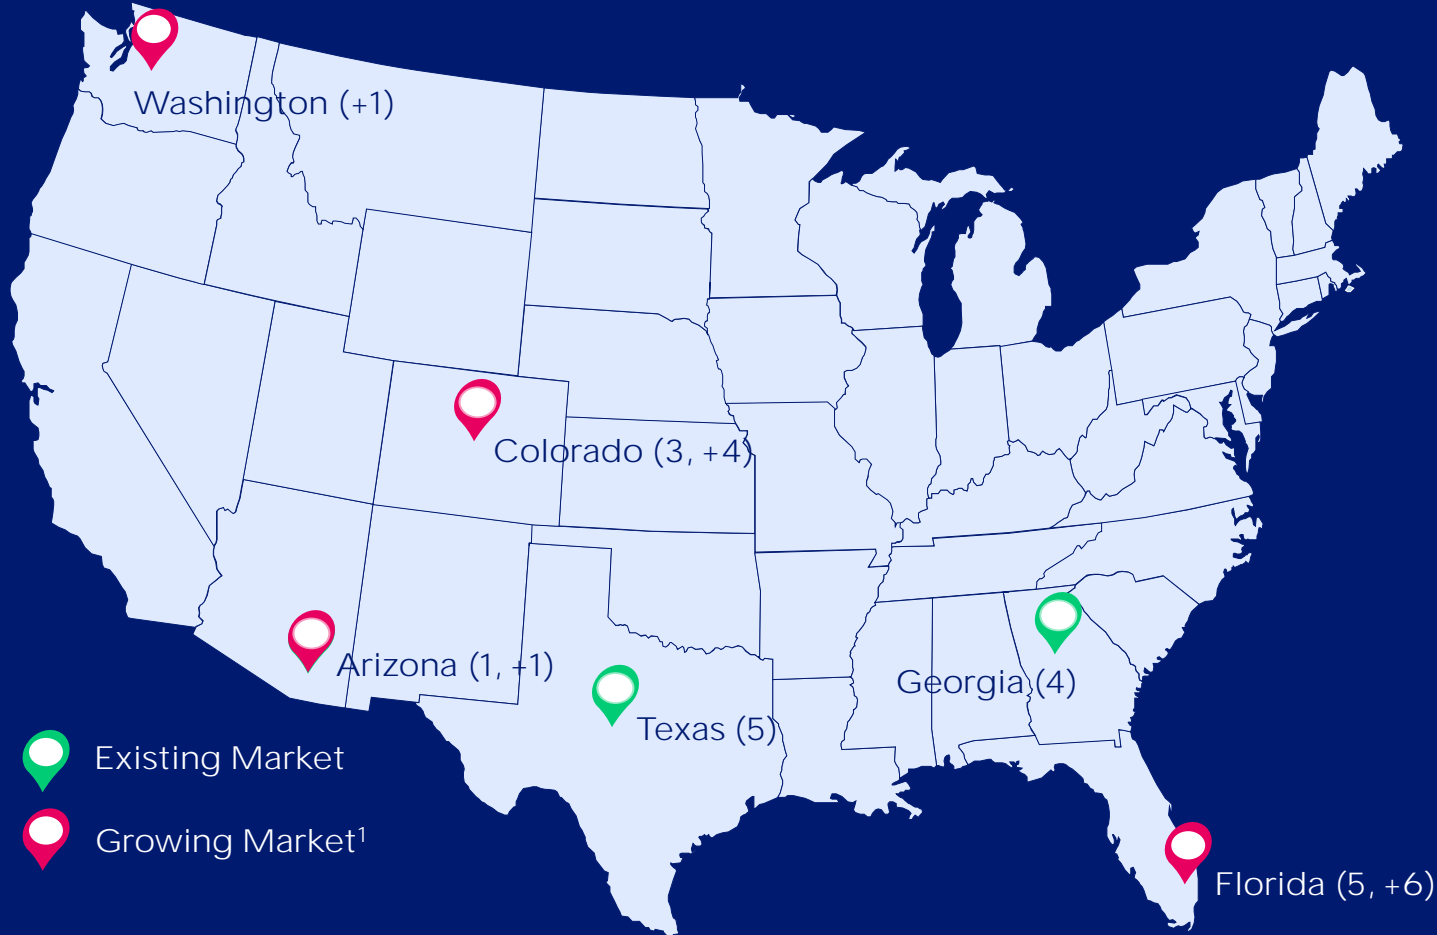 Washington (+1)
Colorado (3, +4)
Arizona (1, +1)
Georgia (4)
Texas (5)
Existing Market
Growing Market¹
Florida (5, +6)